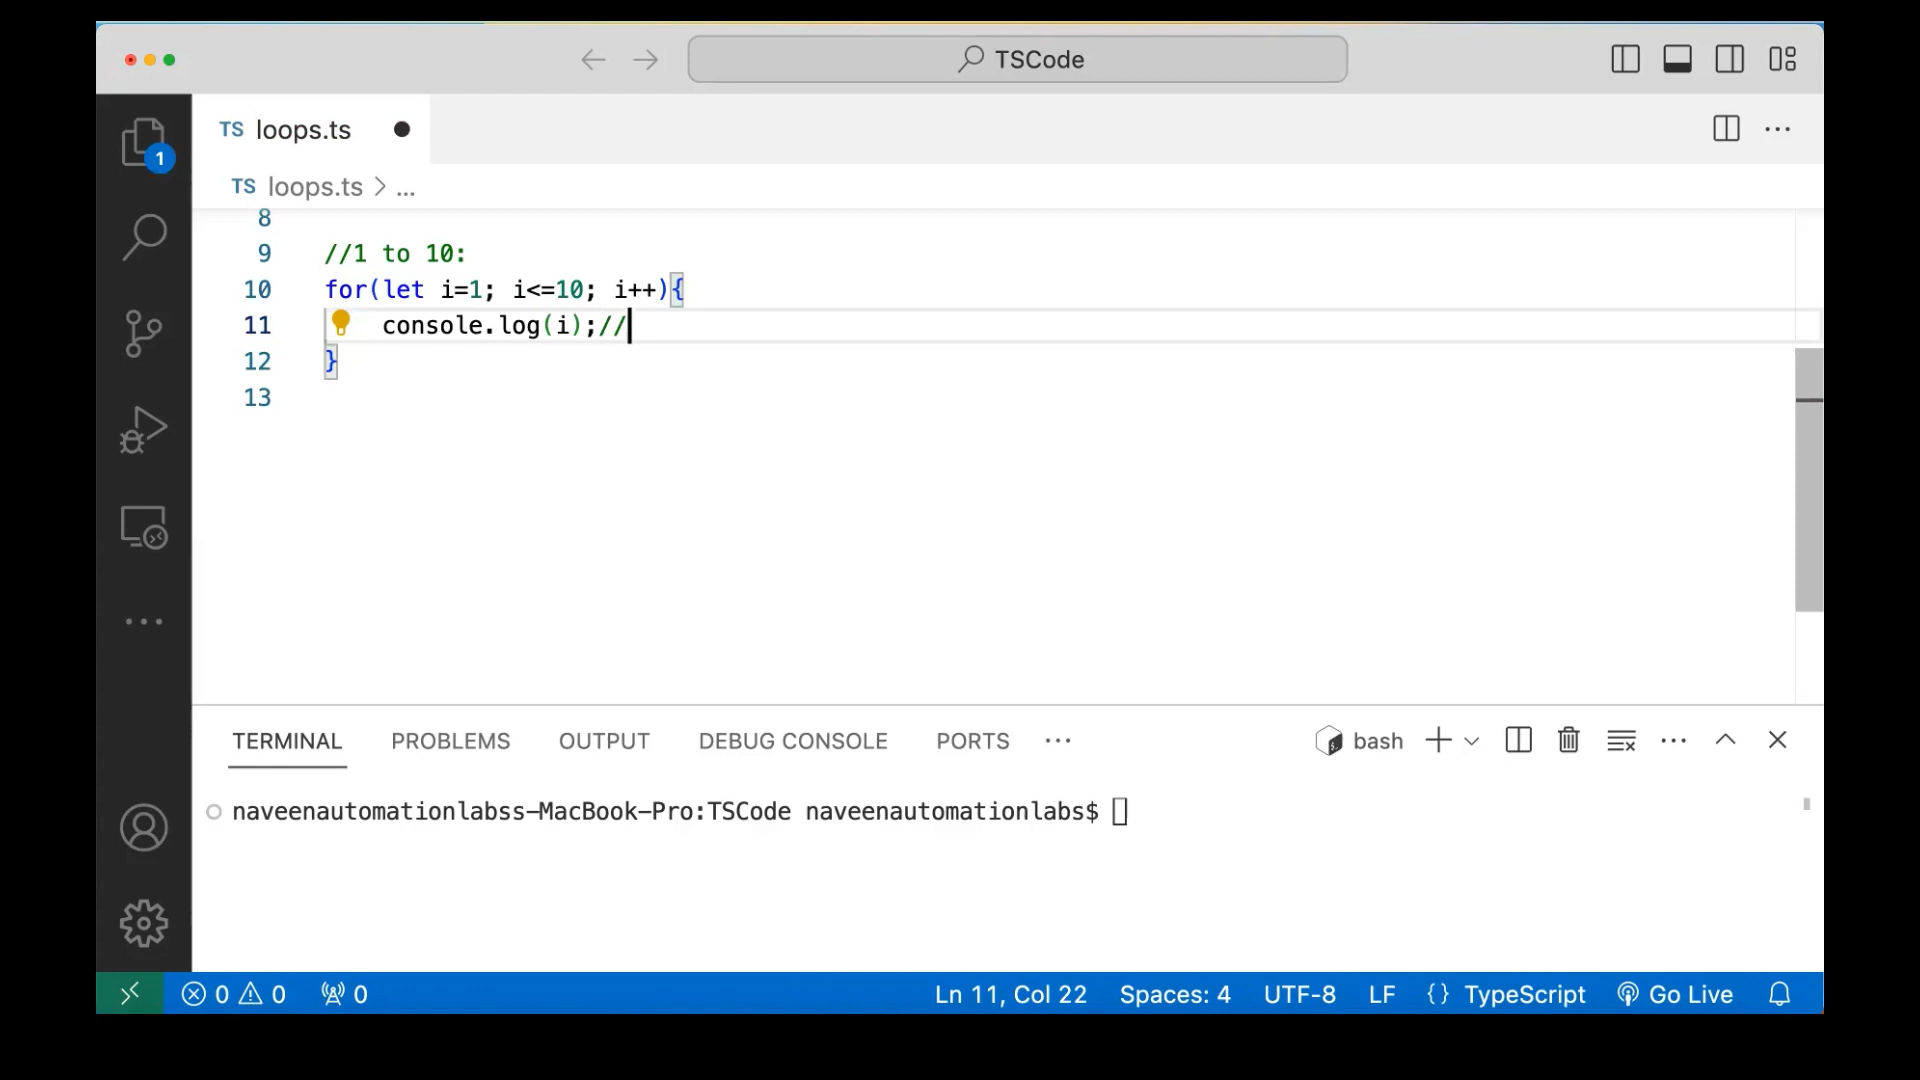 TSCode
TS loops.ts
1
TS loops.ts > ...
8
9 //1 to 10:
10 for(let i=1; i<=10; i++){
11 console.log(i);//
12 }
13
TERMINAL PROBLEMS OUTPUT DEBUG CONSOLE PORTS ... bash
naveenautomationlabss-MacBook-Pro:TSCode naveenautomationlabs$
0 0 0 Ln 11, Col 22 Spaces: 4 UTF-8 LF {} TypeScript Go Live